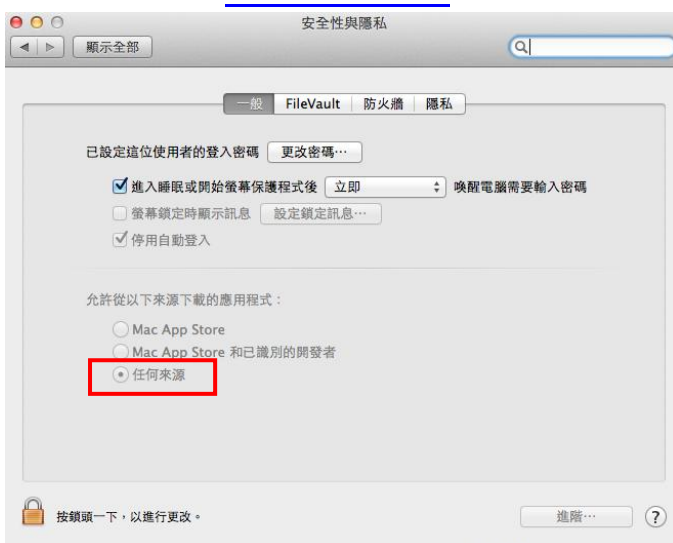 安全性與隱私
顯示全部
一般 FileVault 防火牆 隱私
已設定這位使用者的登入密碼 更改密碼⋯
進入睡眠或開始螢幕保護程式後 立即 喚醒電腦需要輸入密碼
螢幕鎖定時顯示訊息 設定鎖定訊息⋯
停用自動登入
允許從以下來源下載的應用程式：
Mac App Store
Mac App Store 和已識別的開發者
任何來源
按鎖頭一下，以進行更改。 進階⋯ ?